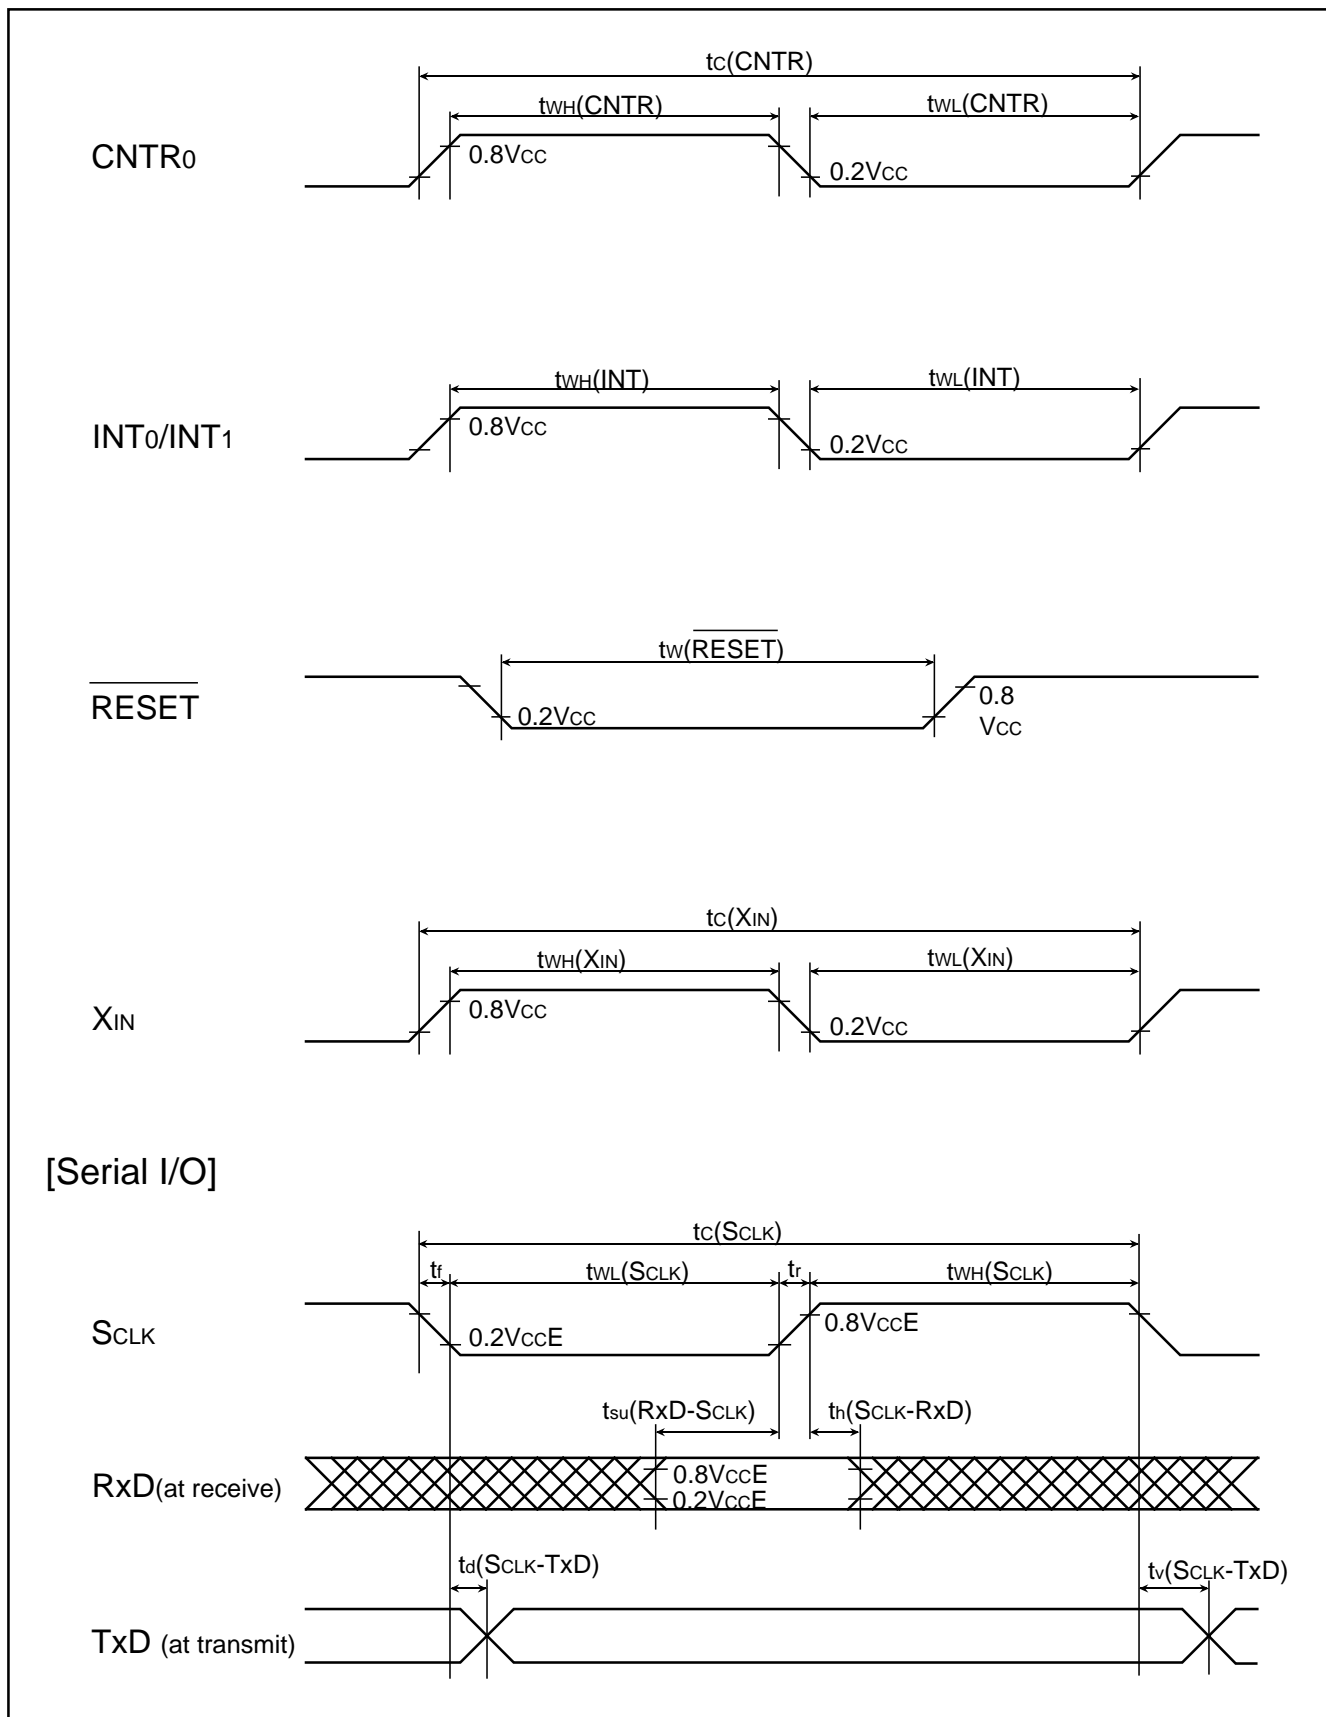 tC(CNTR)
tWH(CNTR)
tWL(CNTR)
CNTR0
0.8VCC
0.2VCC
tWH(INT)
tWL(INT)
INT0/INT1
0.8VCC
0.2VCC
tW(RESET)
RESET
0.2VCC
0.8
VCC
tC(XIN)
tWH(XIN)
tWL(XIN)
XIN
0.8VCC
0.2VCC
[Serial I/O]
tC(SCLK)
tf
tWL(SCLK)
tr
tWH(SCLK)
SCLK
0.2VCCE
0.8VCCE
tsu(RxD-SCLK)
th(SCLK-RxD)
RxD(at receive)
0.8VCCE
0.2VCCE
td(SCLK-TxD)
tv(SCLK-TxD)
TxD (at transmit)